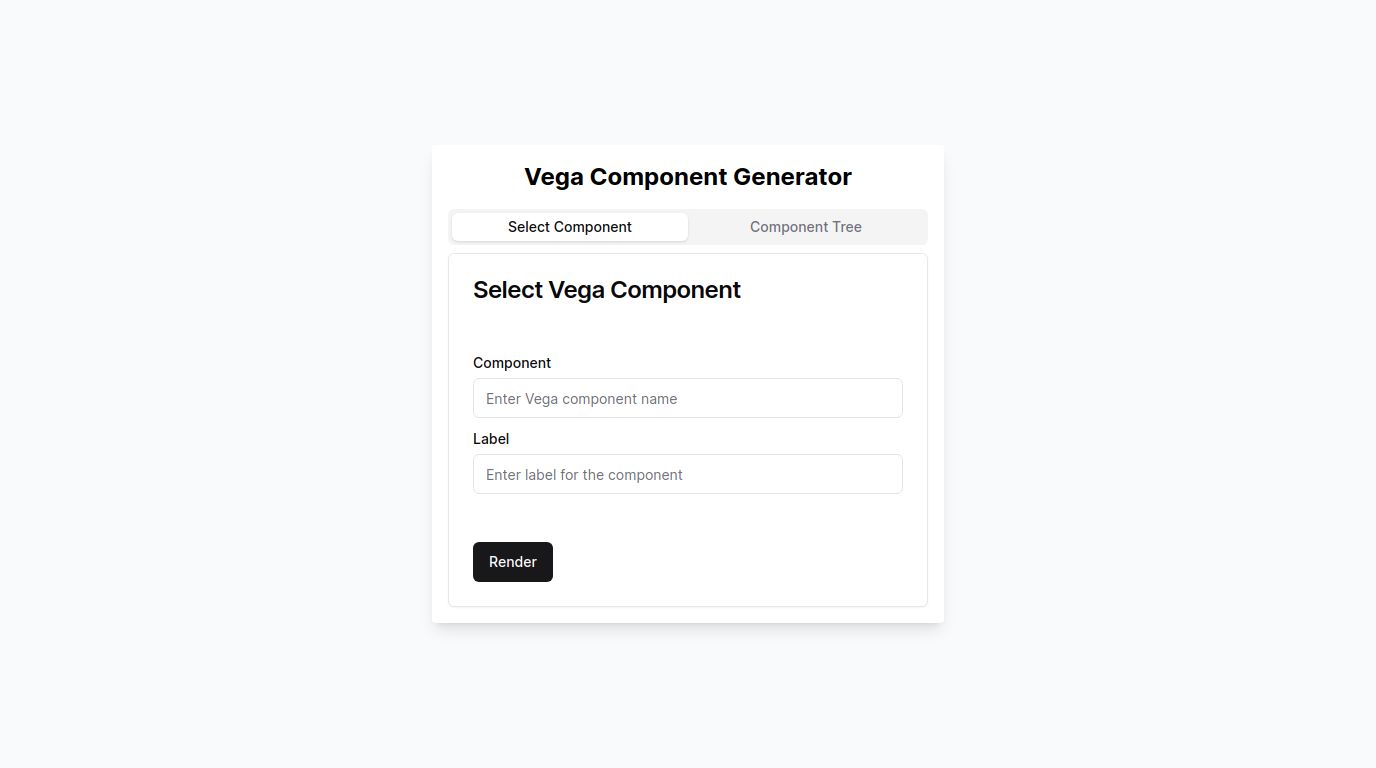 Vega Component Generator
Select Component Component Tree
Select Vega Component
Component
Enter Vega component name
Label
Enter label for the component
Render